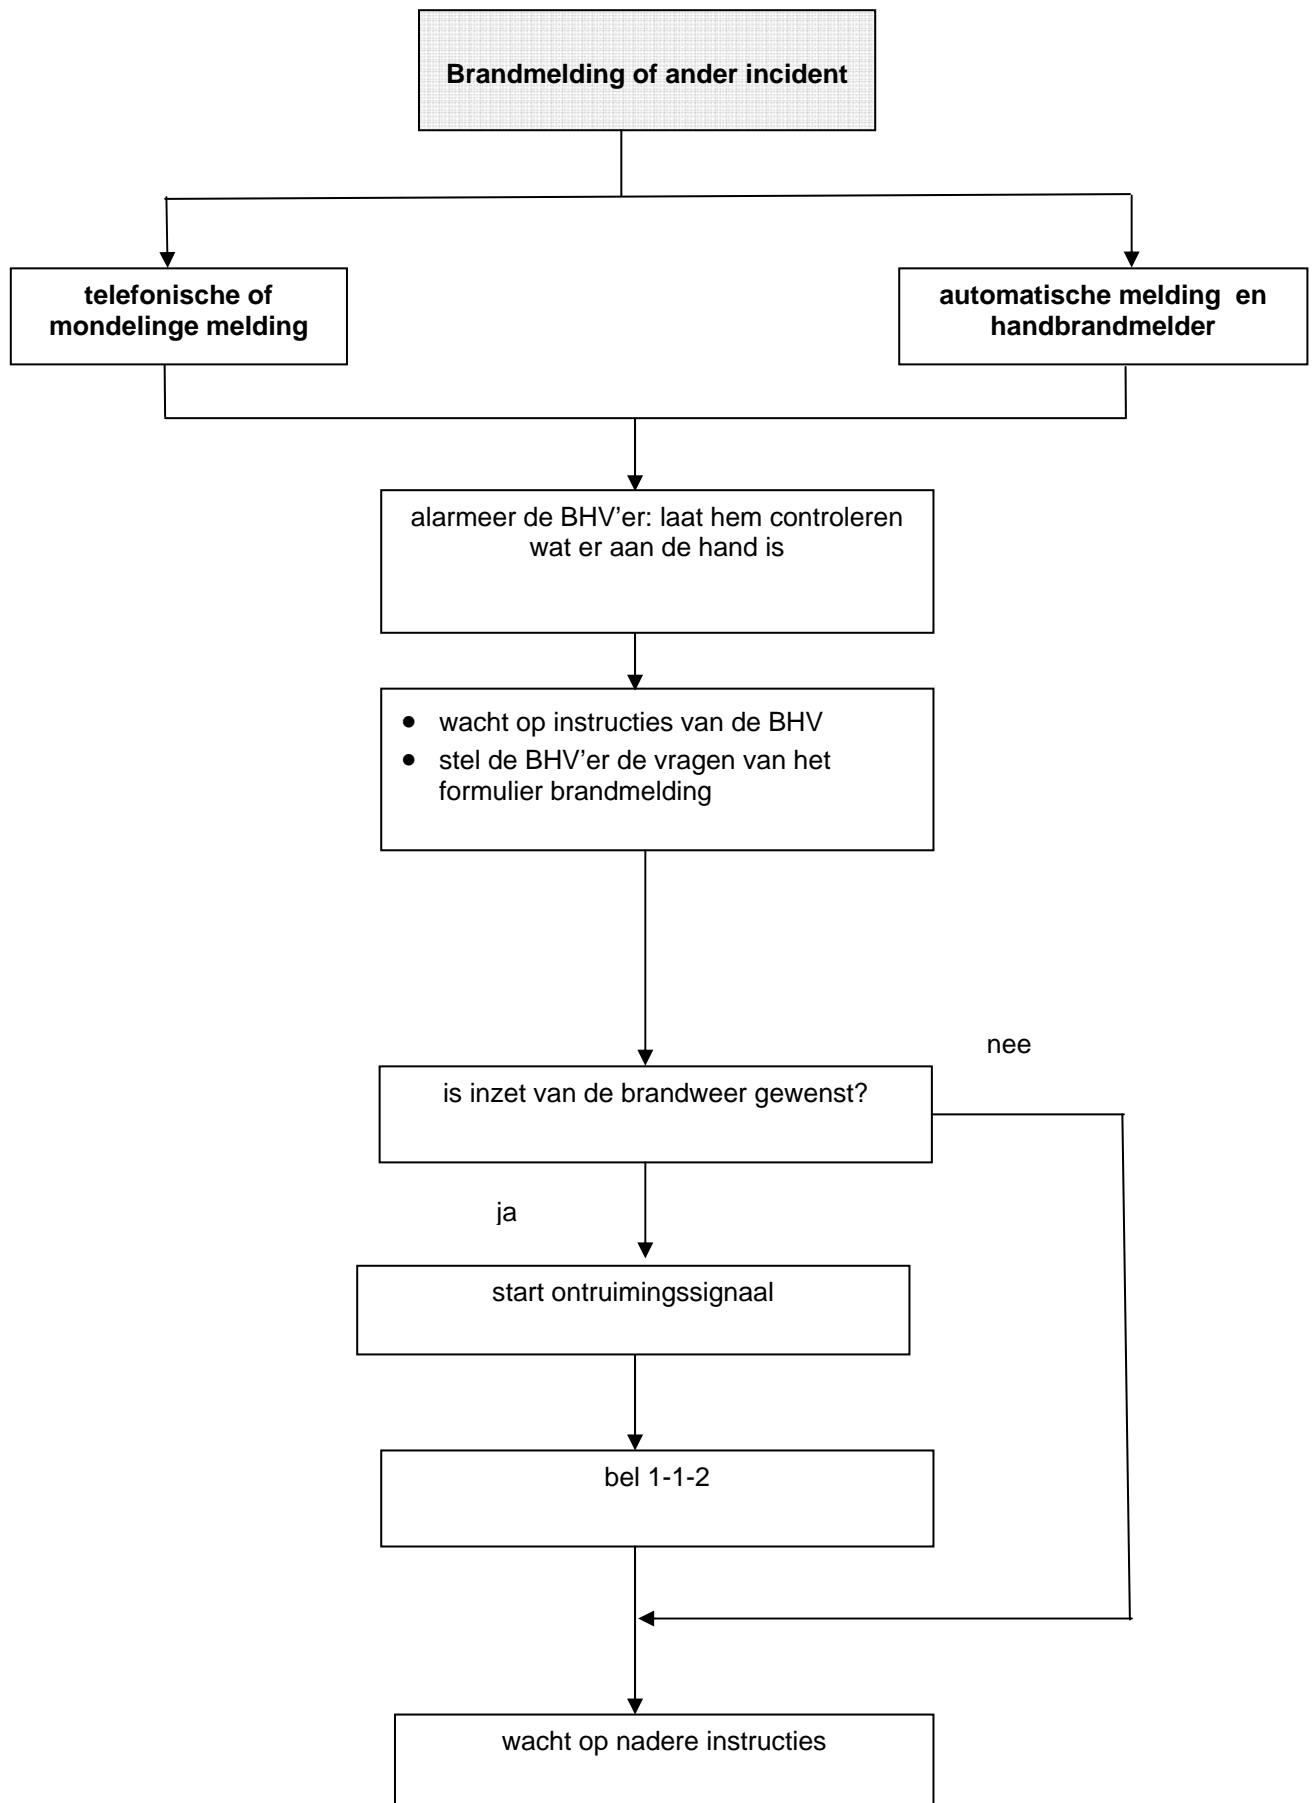 Brandmelding of ander incident
telefonische of
mondelinge melding
automatische melding en
handbrandmelder
alarmeer de BHV'er: laat hem controleren
wat er aan de hand is
• wacht op instructies van de BHV
• stel de BHV'er de vragen van het
formulier brandmelding
nee
is inzet van de brandweer gewenst?
ja
start ontruimingssignaal
bel 1-1-2
wacht op nadere instructies